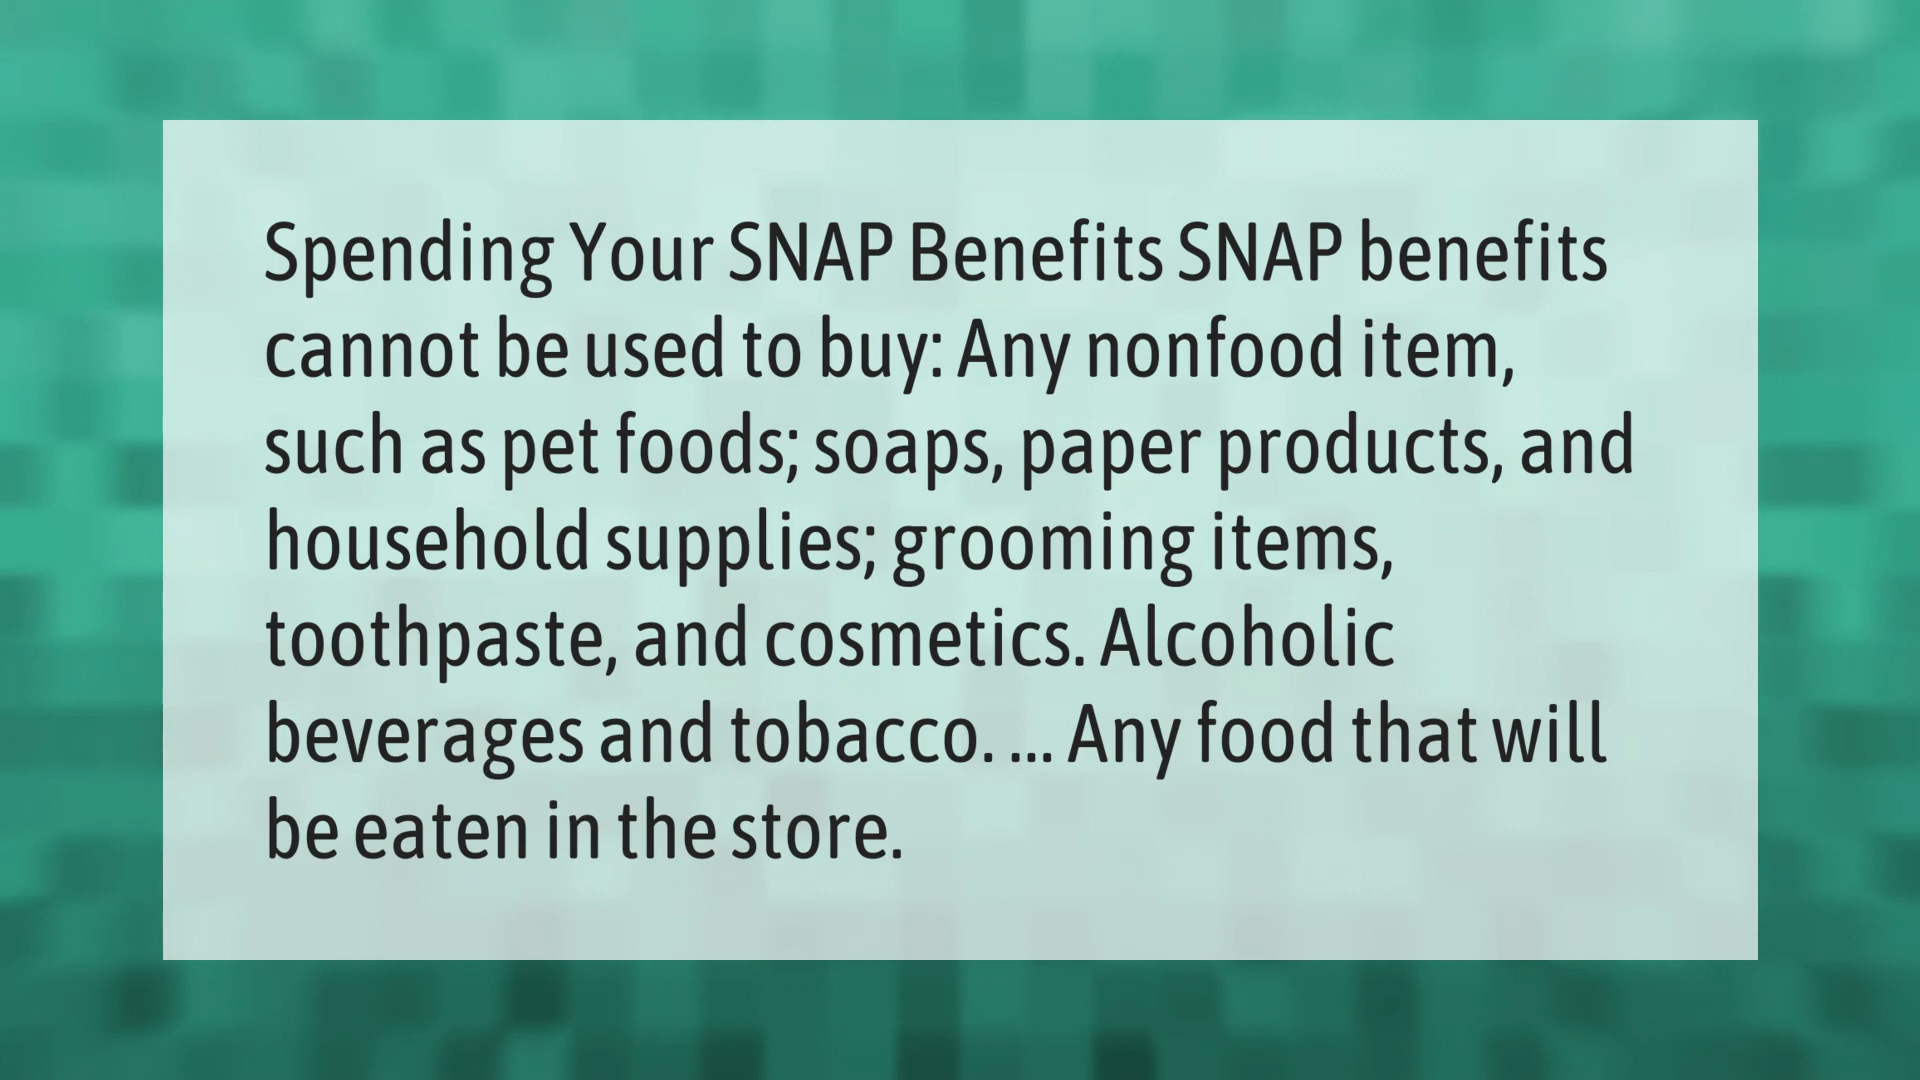 Spending Your SNAP Benefits SNAP benefits
cannot be used to buy: Any nonfood item,
such as pet foods; soaps, paper products, and
household supplies; grooming items,
toothpaste, and cosmetics. Alcoholic
beverages and tobacco. ... Any food that will
be eaten in the store.